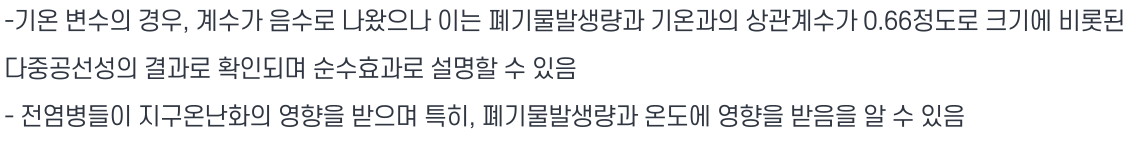 -기온 변수의 경우, 계수가 음수로 나왔으나 이는 폐기물발생량과 기온과의 상관계수가 0.66정도로 크기에 비롯된
다중공선성의 결과로 확인되며 순수효과로 설명할 수 있음
- 전염병들이 지구온난화의 영향을 받으며 특히, 폐기물발생량과 온도에 영향을 받음을 알 수 있음